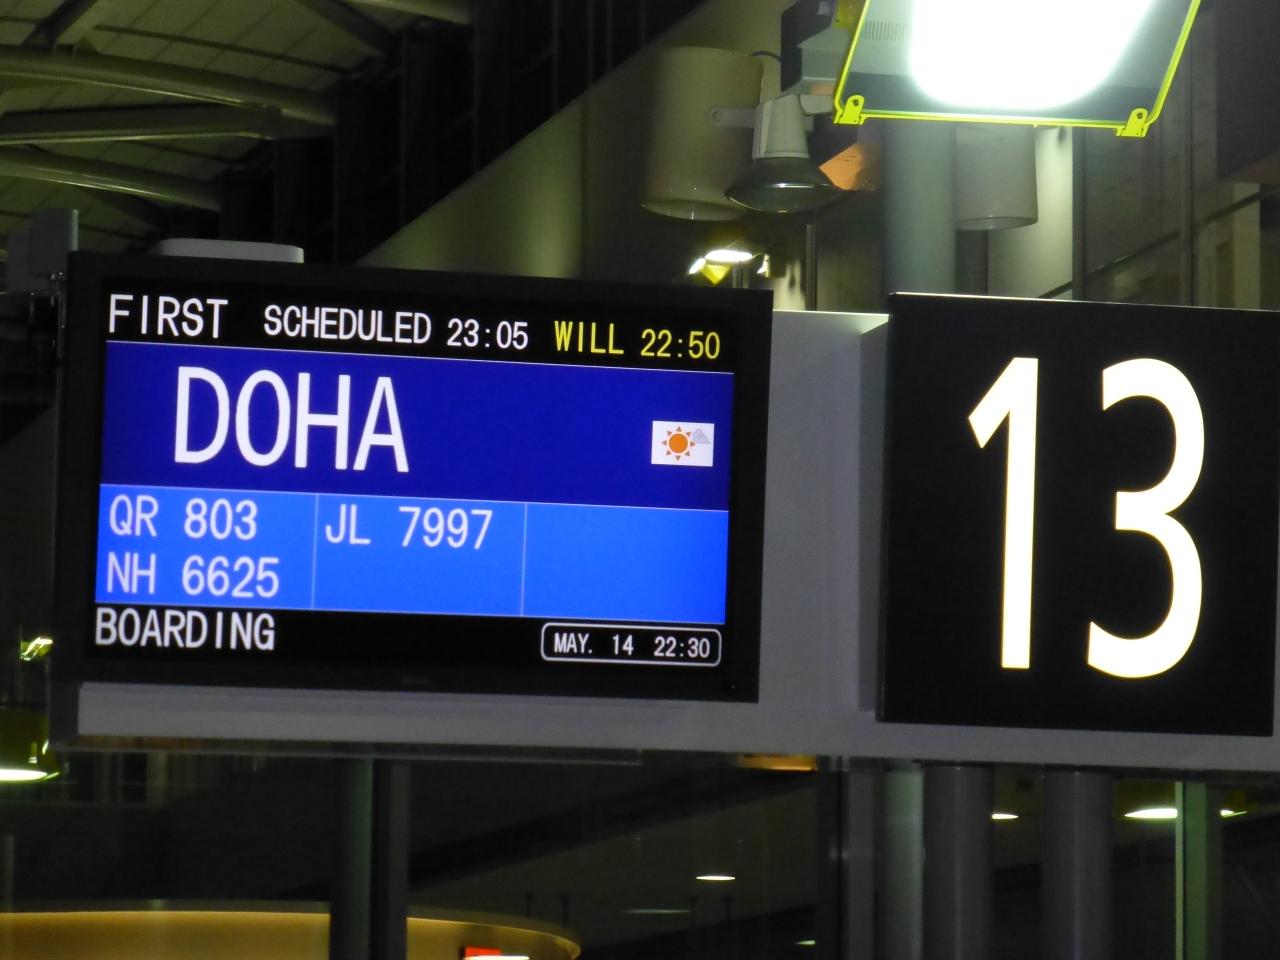 FIRST SCHEDULED 23:05 WILL 22:50
DOHA
QR 803 JL 7997
NH 6625
BOARDING MAY. 14 22:30
13